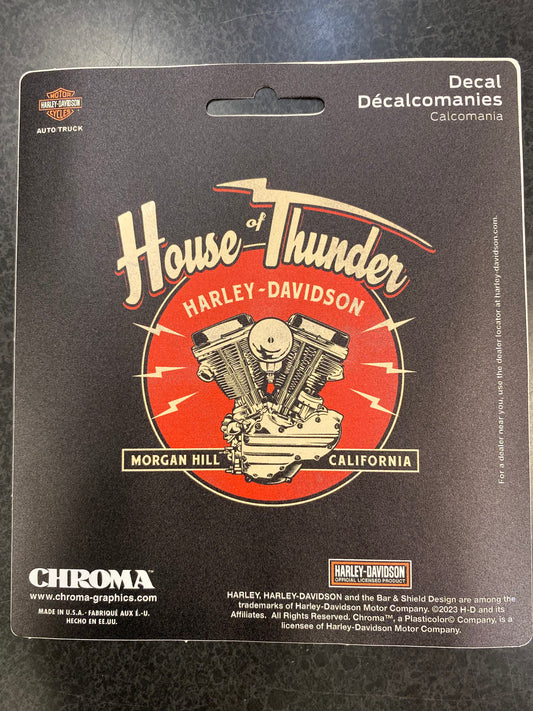 MOTOR
HARLEY-DAVIDSON
CYCLES
AUTO TRUCK
Decal
Décalcomanies
Calcomania
House of Thunder
HARLEY-DAVIDSON
MORGAN HILL CALIFORNIA
For a dealer near you, use the dealer locator at harley-davidson.com.
CHROMA™
www.chroma-graphics.com
MADE IN U.S.A. · FABRIQUÉ AUX É.-U.
HECHO EN EE.UU.
HARLEY-DAVIDSON
OFFICIAL LICENSED PRODUCT
HARLEY, HARLEY-DAVIDSON and the Bar & Shield Design are among the
trademarks of Harley-Davidson Motor Company. ©2023 H-D and its
Affiliates. All Rights Reserved. Chroma™, a Plasticolor© Company, is a
licensee of Harley-Davidson Motor Company.